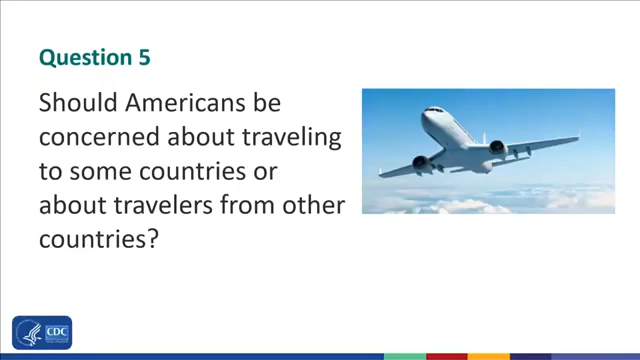 Question 5
Should Americans be
concerned about traveling
to some countries or
about travelers from other
countries?
CDC